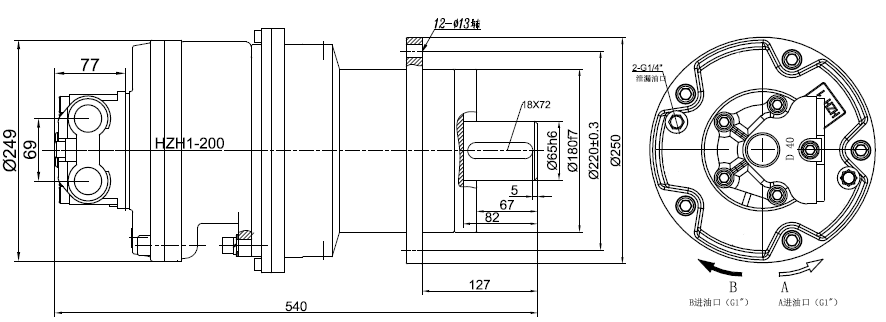 12-Ø13轴
77
2-G1/4"
泄漏油口
HZH
18X72
HZH1-200
Ø249
69
Ø65h6
Ø180f7
Ø220±0.3
Ø250
D 40
5
67
82
127
540
B
A
B进油口（G1"）
A进油口（G1"）